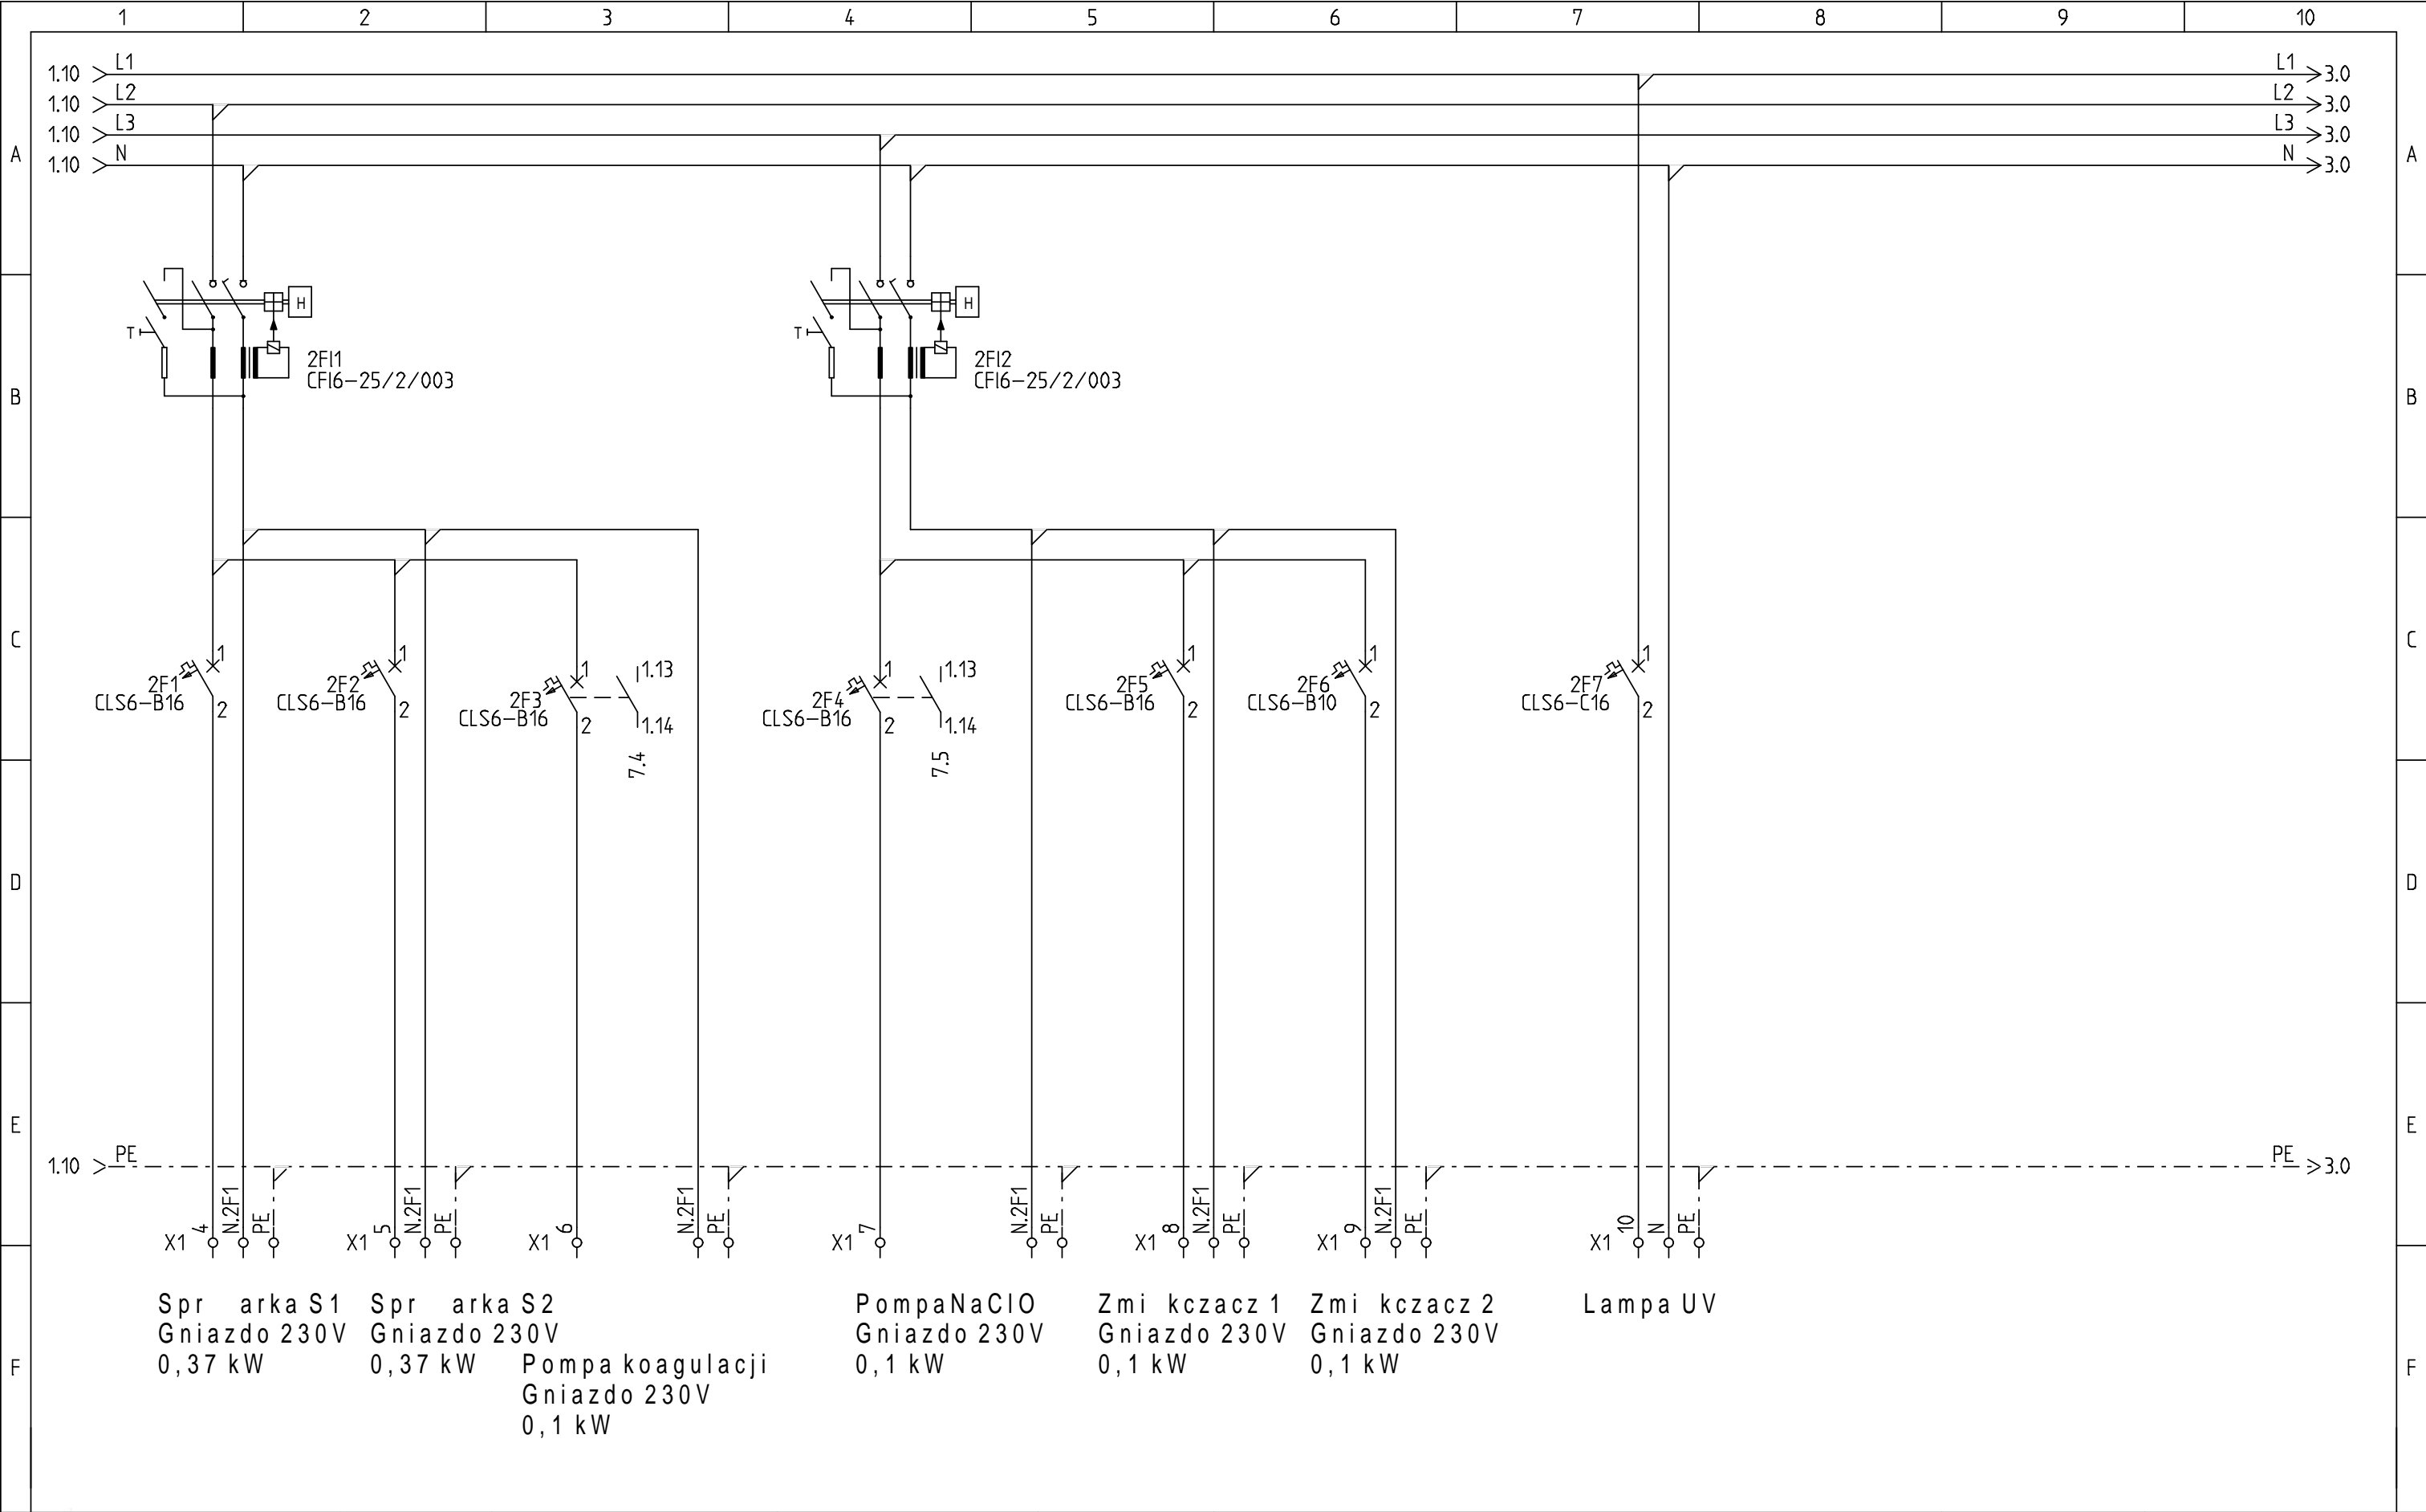 1 2 3 4 5 6 7 8 9 10
1.10 L1 L1 3.0
1.10 L2 L2 3.0
1.10 L3 L3 3.0
1.10 N N 3.0
A A
H H
T T
2FI1 2FI2
CFI6-25/2/003 CFI6-25/2/003
B B
C C
1 1 1 1.13 1 1.13 1 1 1
2F1 2F2 2F3 2F4 2F5 2F6 2F7
CLS6-B16 CLS6-B16 CLS6-B16 CLS6-B16 CLS6-B16 CLS6-B10 CLS6-C16
2 2 2 1.14 2 1.14 2 2 2
7.4 7.5
D D
E E
1.10 PE PE 3.0
X1 4 N.2F1 PE X1 5 N.2F1 PE X1 6 N.2F1 PE X1 7 N.2F1 PE X1 8 N.2F1 PE X1 9 N.2F1 PE X1 10 N PE
Spr arka S1 Spr arka S2 Pompa NaClO Zmi kczacz 1 Zmi kczacz 2 Lampa UV
Gniazdo 230V Gniazdo 230V Gniazdo 230V Gniazdo 230V Gniazdo 230V
0,37 kW 0,37 kW Pompa koagulacji 0,1 kW 0,1 kW 0,1 kW
Gniazdo 230V
0,1 kW
F F